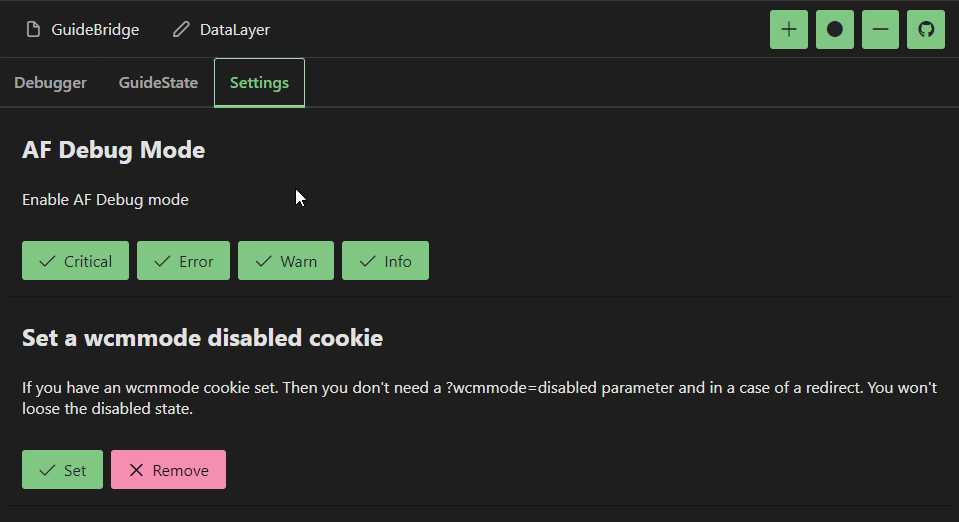 GuideBridge DataLayer
Debugger GuideState Settings
AF Debug Mode
Enable AF Debug mode
Critical Error Warn Info
Set a wcmmode disabled cookie
If you have an wcmmode cookie set. Then you don't need a ?wcmmode=disabled parameter and in a case of a redirect. You won't
loose the disabled state.
Set Remove